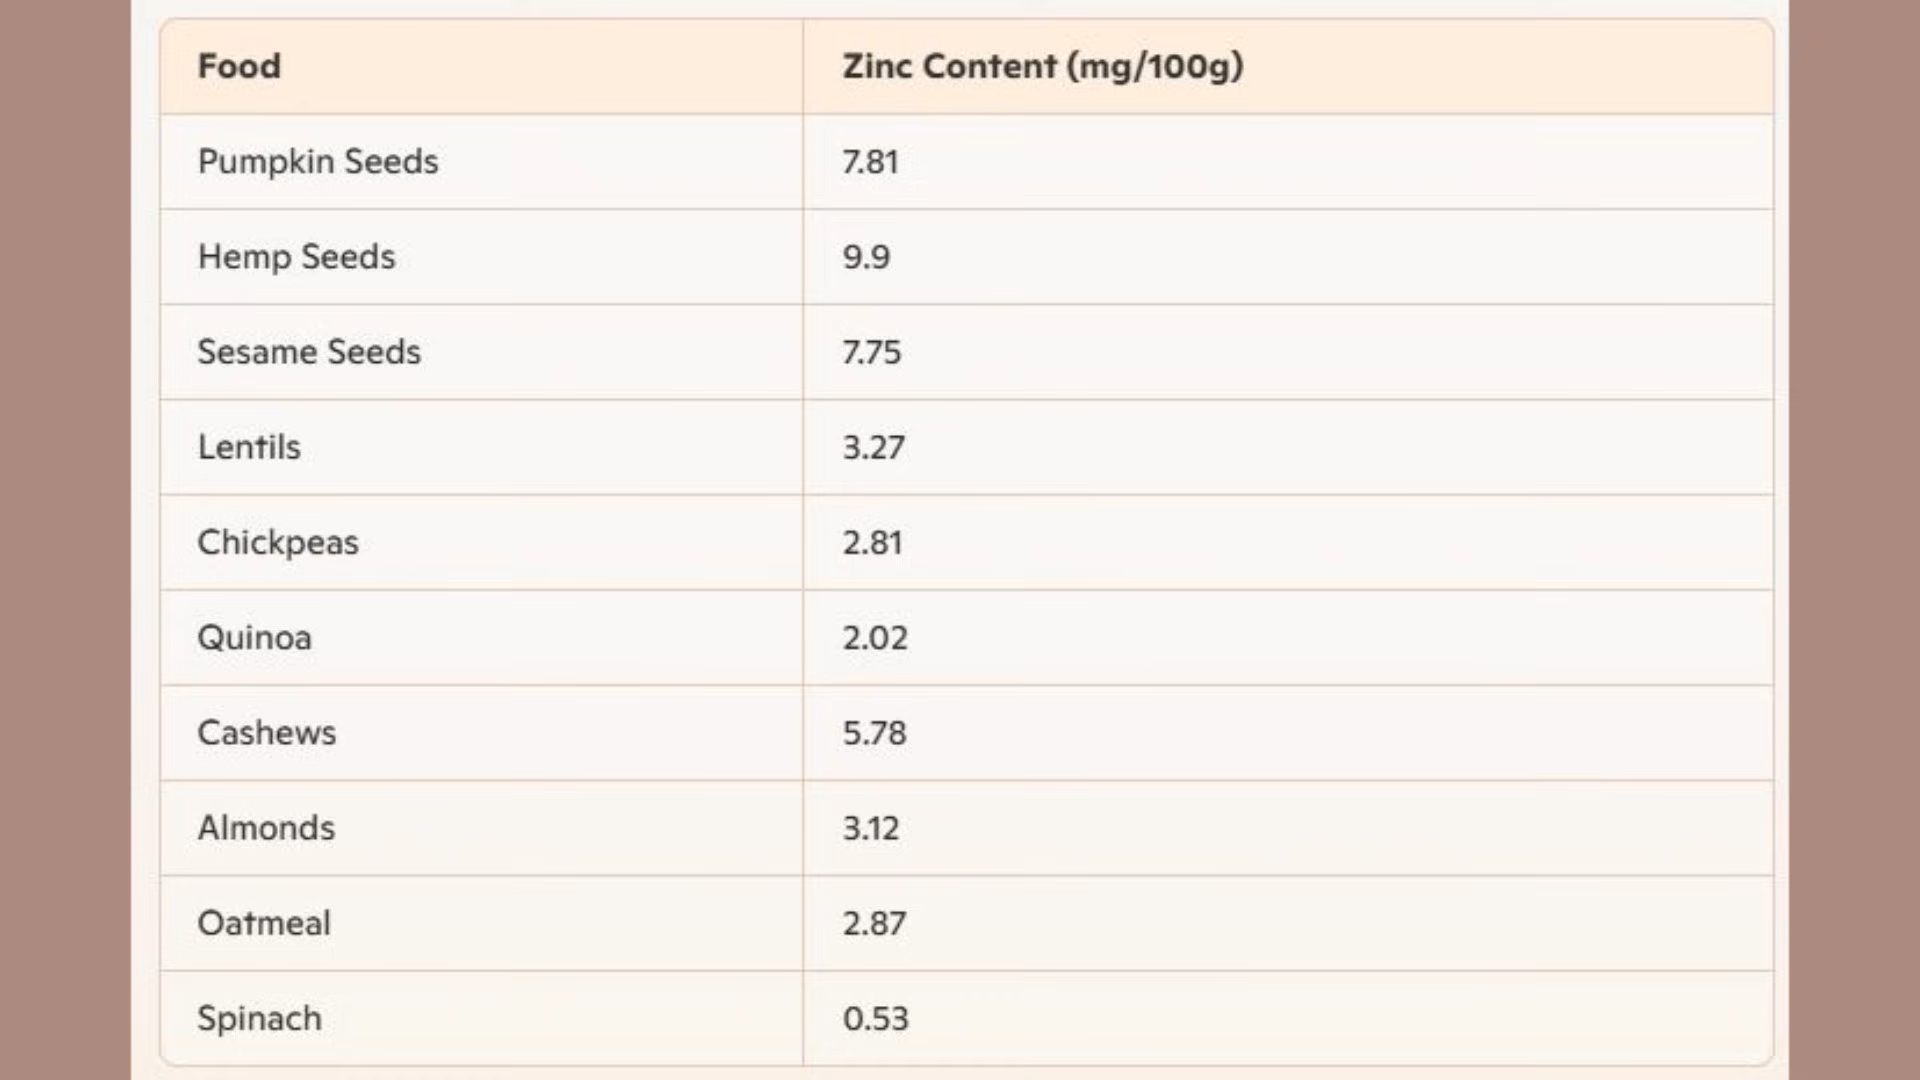 Food Zinc Content (mg/100g)
Pumpkin Seeds 7.81
Hemp Seeds 9.9
Sesame Seeds 7.75
Lentils 3.27
Chickpeas 2.81
Quinoa 2.02
Cashews 5.78
Almonds 3.12
Oatmeal 2.87
Spinach 0.53